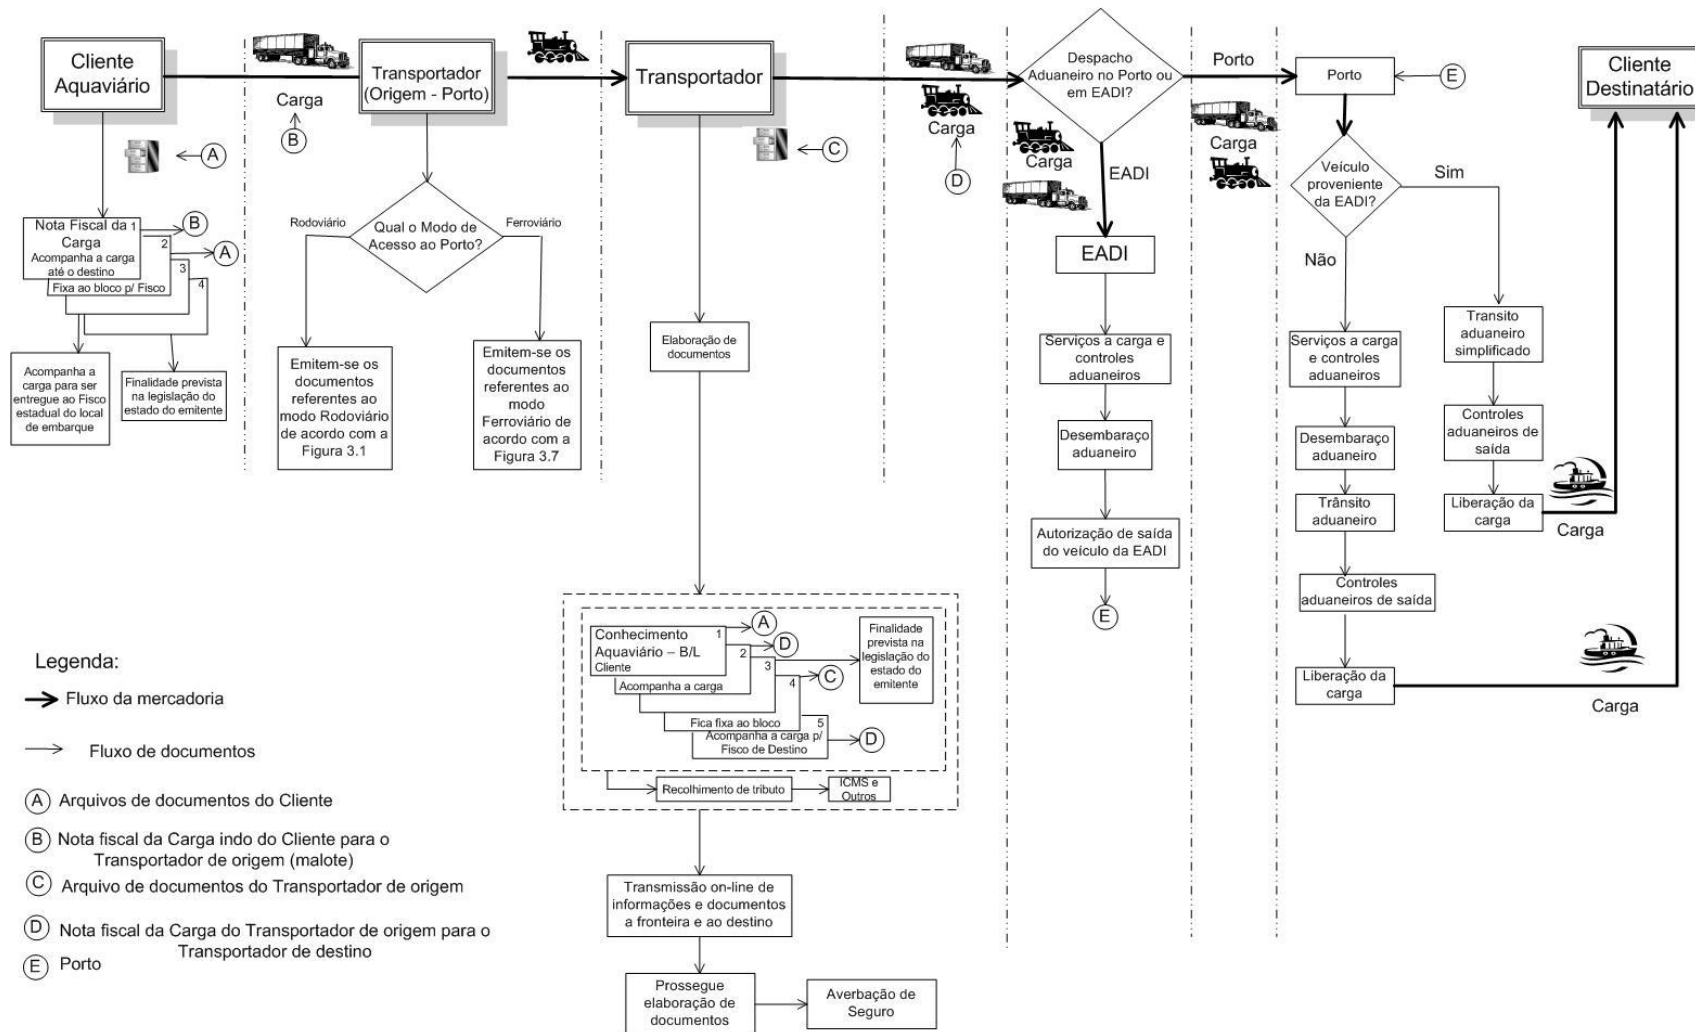 Cliente
Aquaviário
Carga
B
A
Nota Fiscal da 1
Carga
Acompanha a carga
até o destino
2
Fixa ao bloco p/ Fisco
3
4
B
A
Acompanha a
carga para ser
entregue ao Fisco
estadual do local
de embarque
Finalidade prevista
na legislação do
estado do emitente
Transportador
(Origem - Porto)
Rodoviário
Qual o Modo de
Acesso ao Porto?
Ferroviário
Emitem-se os
documentos
referentes ao
modo Rodoviário
de acordo com a
Figura 3.1
Emitem-se os
documentos
referentes ao
modo
Ferroviário de
acordo com a
Figura 3.7
Transportador
C
Elaboração de
documentos
Conhecimento
Aquaviário – B/L
Cliente
1
A
2
D
Acompanha a carga
3
4
C
Fica fixa ao bloco
5
Acompanha a carga p/
Fisco de Destino
D
Finalidade
prevista na
legislação do
estado do
emitente
Recolhimento de tributo
ICMS e
Outros
Transmissão on-line de
informações e documentos
a fronteira e ao destino
Prossegue
elaboração de
documentos
Averbação de
Seguro
Carga
D
Despacho
Aduaneiro no Porto ou
em EADI?
Carga
EADI
EADI
Serviços a carga e
controles
aduaneiros
Desembaraço
aduaneiro
Autorização de saída
do veículo da EADI
E
Porto
Carga
Porto
E
Veículo
proveniente
da EADI?
Sim
Não
Serviços a carga
e controles
aduaneiros
Desembaraço
aduaneiro
Trânsito
aduaneiro
Controles
aduaneiros de saída
Liberação da
carga
Transito
aduaneiro
simplificado
Controles
aduaneiros de
saída
Liberação da
carga
Carga
Carga
Cliente
Destinatário
Legenda:
Fluxo da mercadoria
Fluxo de documentos
A Arquivos de documentos do Cliente
B Nota fiscal da Carga indo do Cliente para o
Transportador de origem (malote)
C Arquivo de documentos do Transportador de origem
D Nota fiscal da Carga do Transportador de origem para o
Transportador de destino
E Porto